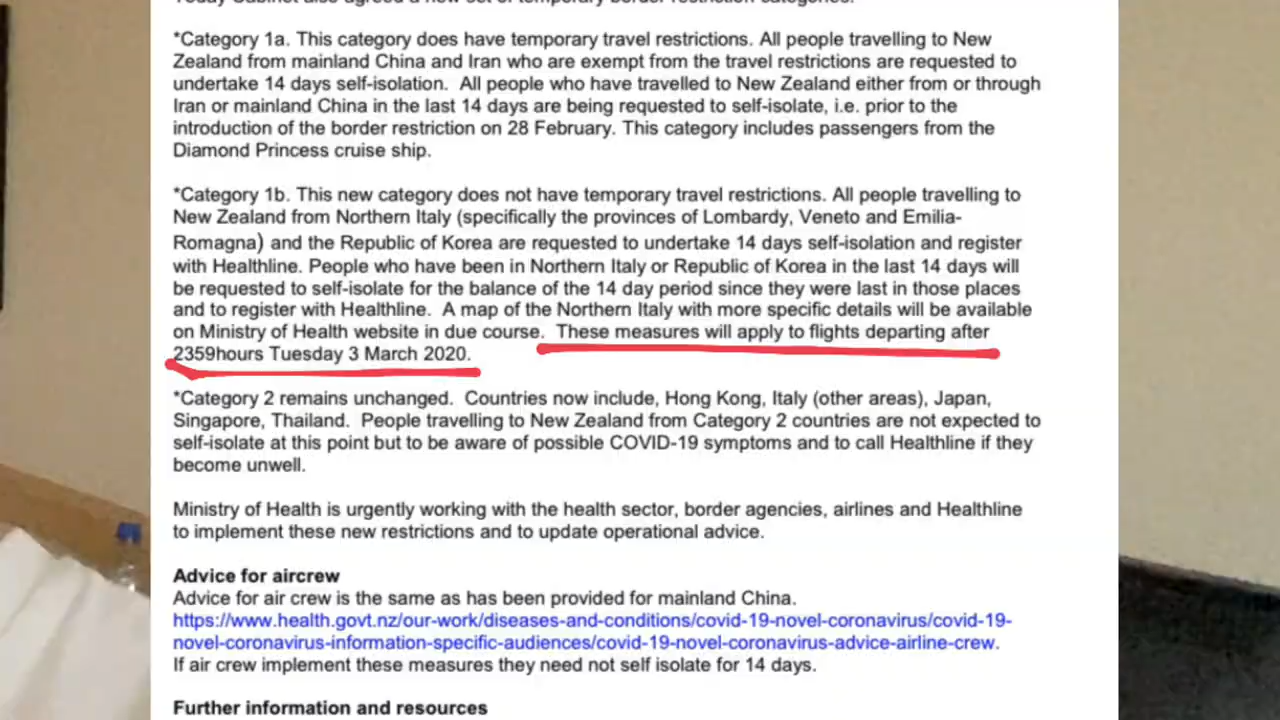 Today Cabinet also agreed a new set of temporary border restriction categories.
*Category 1a. This category does have temporary travel restrictions. All people travelling to New
Zealand from mainland China and Iran who are exempt from the travel restrictions are requested to
undertake 14 days self-isolation. All people who have travelled to New Zealand either from or through
Iran or mainland China in the last 14 days are being requested to self-isolate, i.e. prior to the
introduction of the border restriction on 28 February. This category includes passengers from the
Diamond Princess cruise ship.
*Category 1b. This new category does not have temporary travel restrictions. All people travelling to
New Zealand from Northern Italy (specifically the provinces of Lombardy, Veneto and Emilia-
Romagna) and the Republic of Korea are requested to undertake 14 days self-isolation and register
with Healthline. People who have been in Northern Italy or Republic of Korea in the last 14 days will
be requested to self-isolate for the balance of the 14 day period since they were last in those places
and to register with Healthline. A map of the Northern Italy with more specific details will be available
on Ministry of Health website in due course. These measures will apply to flights departing after
2359hours Tuesday 3 March 2020.
*Category 2 remains unchanged. Countries now include, Hong Kong, Italy (other areas), Japan,
Singapore, Thailand. People travelling to New Zealand from Category 2 countries are not expected to
self-isolate at this point but to be aware of possible COVID-19 symptoms and to call Healthline if they
become unwell.
Ministry of Health is urgently working with the health sector, border agencies, airlines and Healthline
to implement these new restrictions and to update operational advice.
Advice for aircrew
Advice for air crew is the same as has been provided for mainland China.
https://www.health.govt.nz/our-work/diseases-and-conditions/covid-19-novel-coronavirus/covid-19-
novel-coronavirus-information-specific-audiences/covid-19-novel-coronavirus-advice-airline-crew.
If air crew implement these measures they need not self isolate for 14 days.
Further information and resources